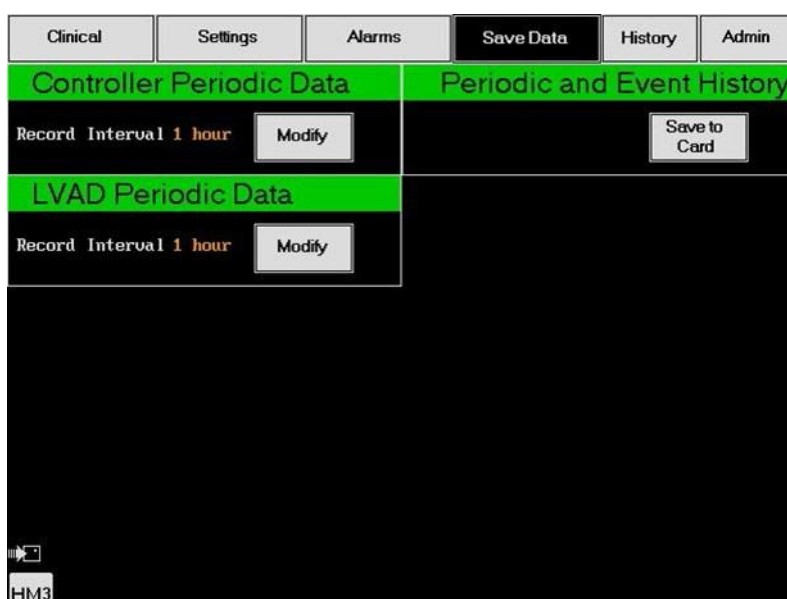 Clinical Settings Alarms Save Data History Admin
Controller Periodic Data
Record Interval 1 hour Modify
Periodic and Event History
Save to
Card
LVAD Periodic Data
Record Interval 1 hour Modify
HM3